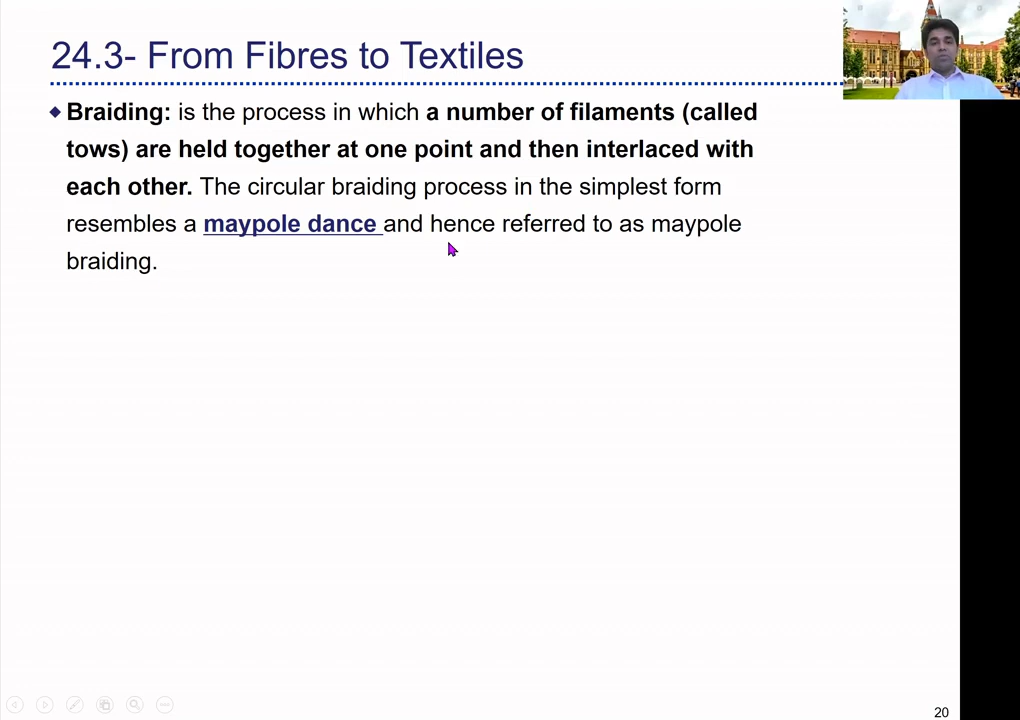 24.3- From Fibres to Textiles
Braiding: is the process in which a number of filaments (called
tows) are held together at one point and then interlaced with
each other. The circular braiding process in the simplest form
resembles a maypole dance and hence referred to as maypole
braiding.
20